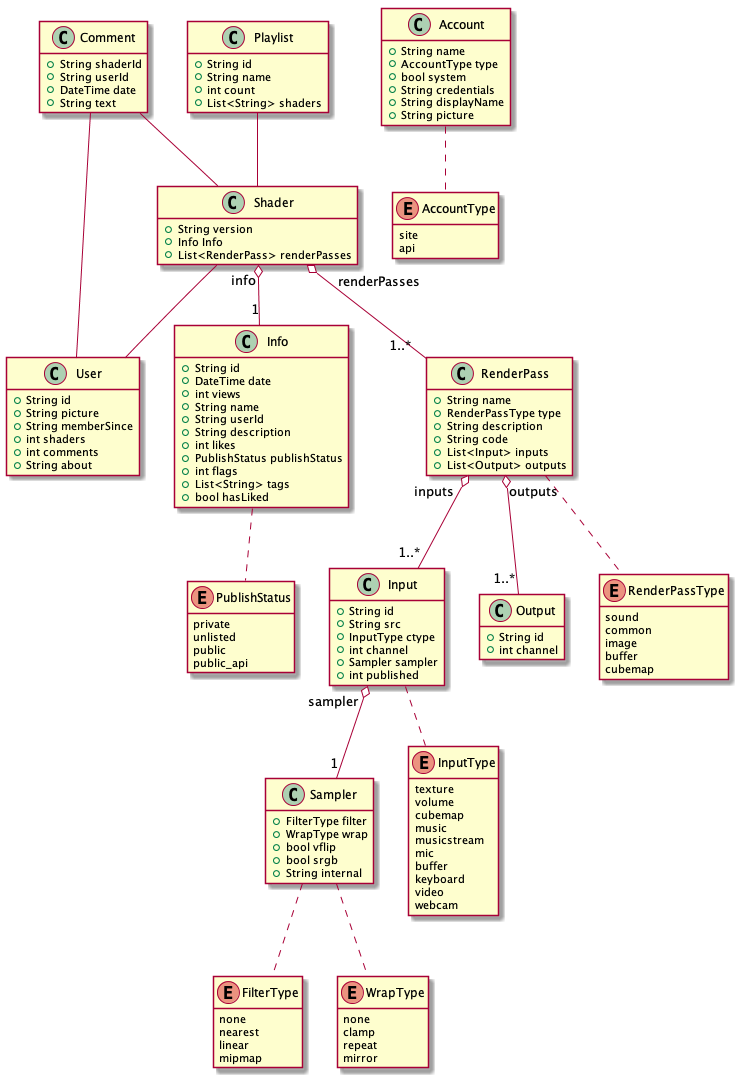 C Comment
String shaderId
String userId
DateTime date
String text
C Playlist
String id
String name
int count
List<String> shaders
C Account
String name
AccountType type
bool system
String credentials
String displayName
String picture
C Shader
String version
Info Info
List<RenderPass> renderPasses
E AccountType
site
api
info
1
renderPasses
1..*
C User
String id
String picture
String memberSince
int shaders
int comments
String about
C Info
String id
DateTime date
int views
String name
String userId
String description
int likes
PublishStatus publishStatus
int flags
List<String> tags
bool hasLiked
C RenderPass
String name
RenderPassType type
String description
String code
List<Input> inputs
List<Output> outputs
inputs
1..*
outputs
1..*
E PublishStatus
private
unlisted
public
public_api
C Input
String id
String src
InputType ctype
int channel
Sampler sampler
int published
C Output
String id
int channel
E RenderPassType
sound
common
image
buffer
cubemap
sampler
1
C Sampler
FilterType filter
WrapType wrap
bool vflip
bool srgb
String internal
E InputType
texture
volume
cubemap
music
musicstream
mic
buffer
keyboard
video
webcam
E FilterType
none
nearest
linear
mipmap
E WrapType
none
clamp
repeat
mirror